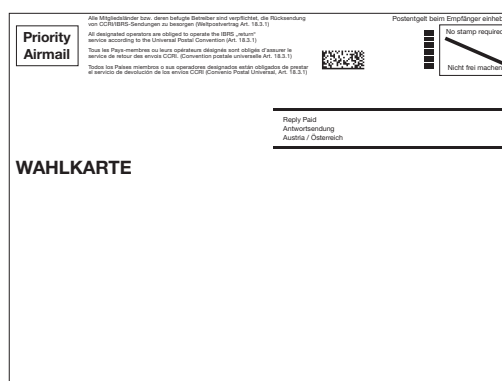 Priority
Airmail
Alle Mitgliedsländer bzw. deren befugte Betreiber sind verpflichtet, die Rücksendung
von CCRI/IBRS-Sendungen zu besorgen (Weltpostvertrag Art. 18.3.1)
All designated operators are obliged to operate the IBRS „return“
service according to the Universal Postal Convention (Art. 18.3.1)
Tous les Pays-membres ou leurs opérateurs désignés sont obligés d'assurer le
service de retour des envois CCRI. (Convention postale universelle Art. 18.3.1)
Todos los Países miembros o sus operadores designados están obligados de prestar
el servicio de devolución de los envíos CCRI (Convenio Postal Universal, Art. 18.3.1)
Postentgelt beim Empfänger einheb
No stamp required
Nicht frei machen
Reply Paid
Antwortsendung
Austria / Österreich
WAHLKARTE